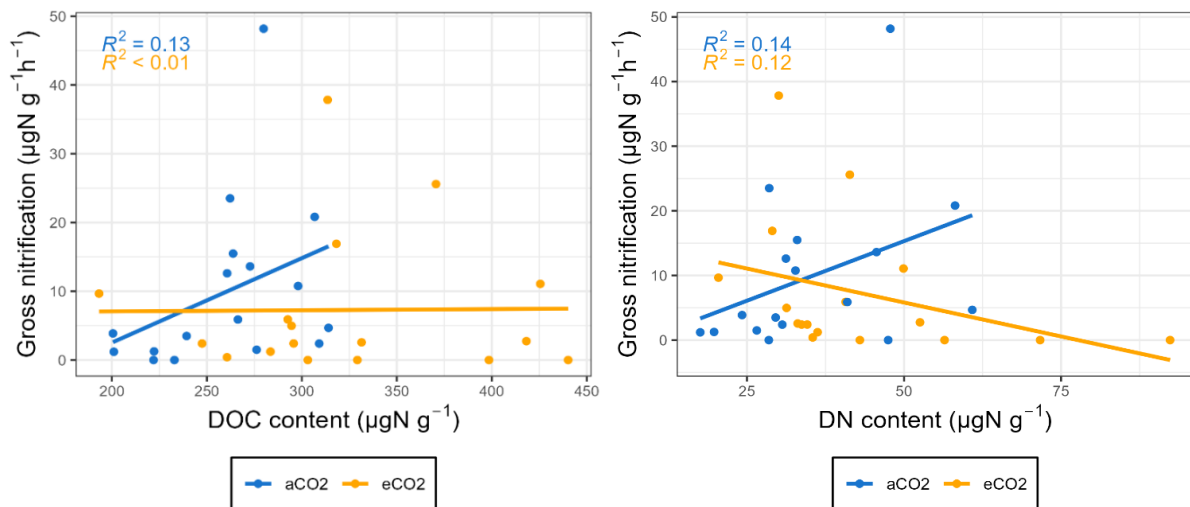 50
40
30
20
10
0
Gross nitrification (µgN g⁻¹h⁻¹)
R² = 0.13
R² < 0.01
200
250
300
350
400
450
DOC content (µgN g⁻¹)
aCO2
eCO2
50
40
30
20
10
0
Gross nitrification (µgN g⁻¹h⁻¹)
R² = 0.14
R² = 0.12
25
50
75
DN content (µgN g⁻¹)
aCO2
eCO2